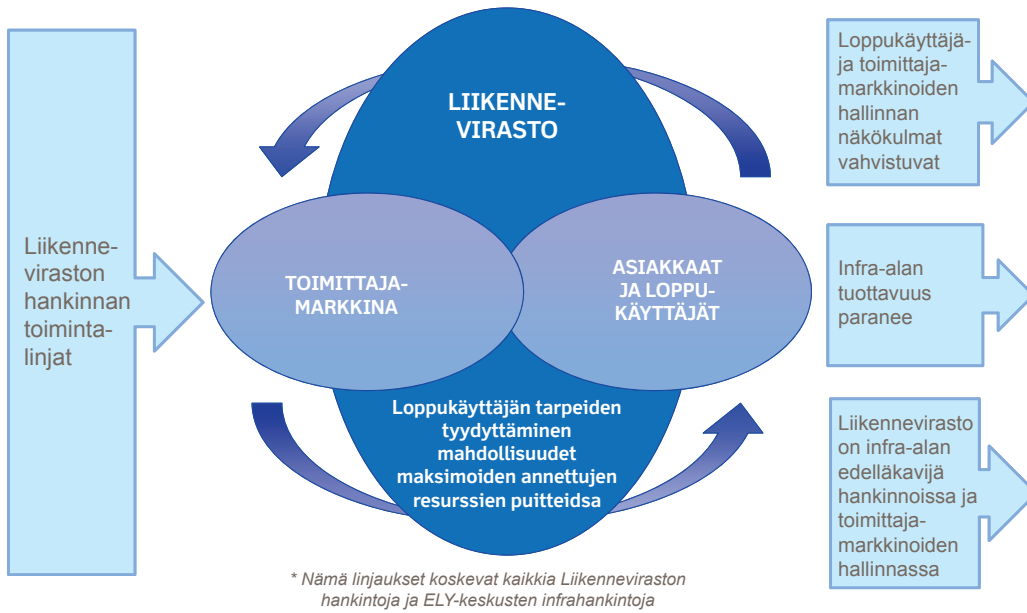 Liikenne-
viraston
hankinnan
toiminta-
linjat
LIIKENNE-
VIRASTO
TOIMITTAJA-
MARKKINA
ASIAKKAAT
JA LOPPU-
KÄYTTÄJÄT
Loppukäyttäjän tarpeiden
tyydyttäminen
mahdollisuudet
maksimoiden annettujen
resurssien puitteidsa
Loppukäyttäjä-
ja toimittaja-
markkinoiden
hallinnan
näkökulmat
vahvistuvat
Infra-alan
tuottavuus
paranee
Liikennevirasto
on infra-alan
edelläkavijä
hankinnoissa ja
toimittaja-
markkinoiden
hallinnassa
* Nämä linjaukset koskevat kaikkia Liikenneviraston
hankintoja ja ELY-keskusten infrahankintoja